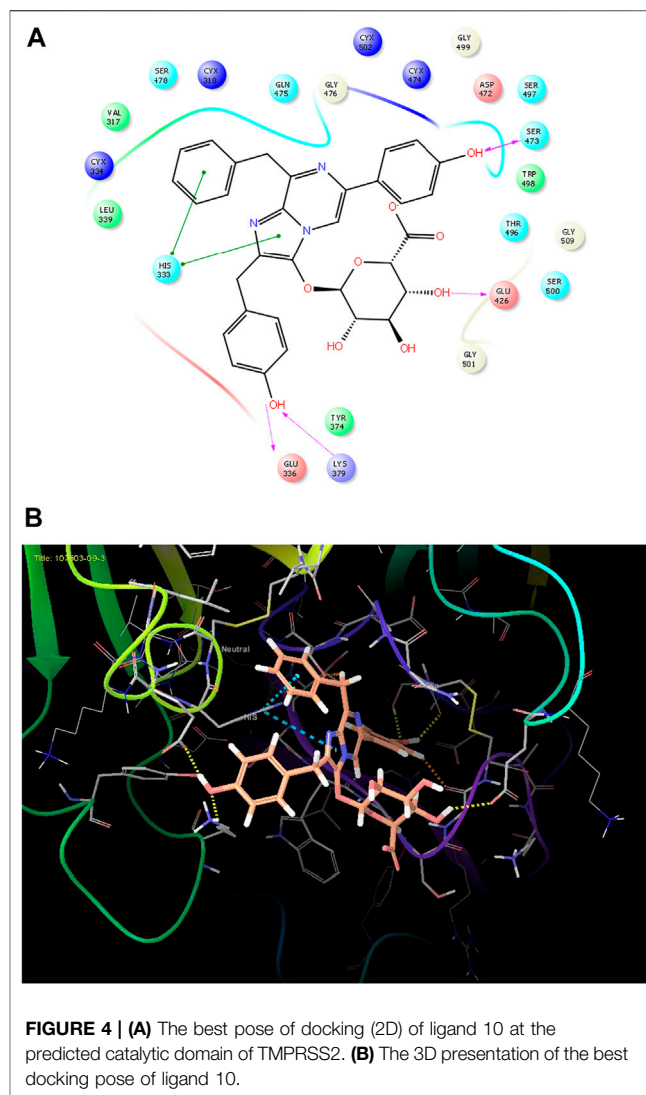 A
CYX
502
GLY
499
SER
478
CYX
318
GLN
475
GLY
476
CYX
474
ASP
472
SER
497
VAL
317
SER
473
CYX
334
TRP
498
LEU
339
THR
496
GLY
509
HIS
333
SER
500
GLU
426
GLY
501
TYR
374
GLU
336
LYS
379
N
N
N
OH
O
O
O-
O
OH
HO
OH
OH
B
Neutral
HIS
FIGURE 4 | (A) The best pose of docking (2D) of ligand 10 at the
predicted catalytic domain of TMPRSS2. (B) The 3D presentation of the best
docking pose of ligand 10.